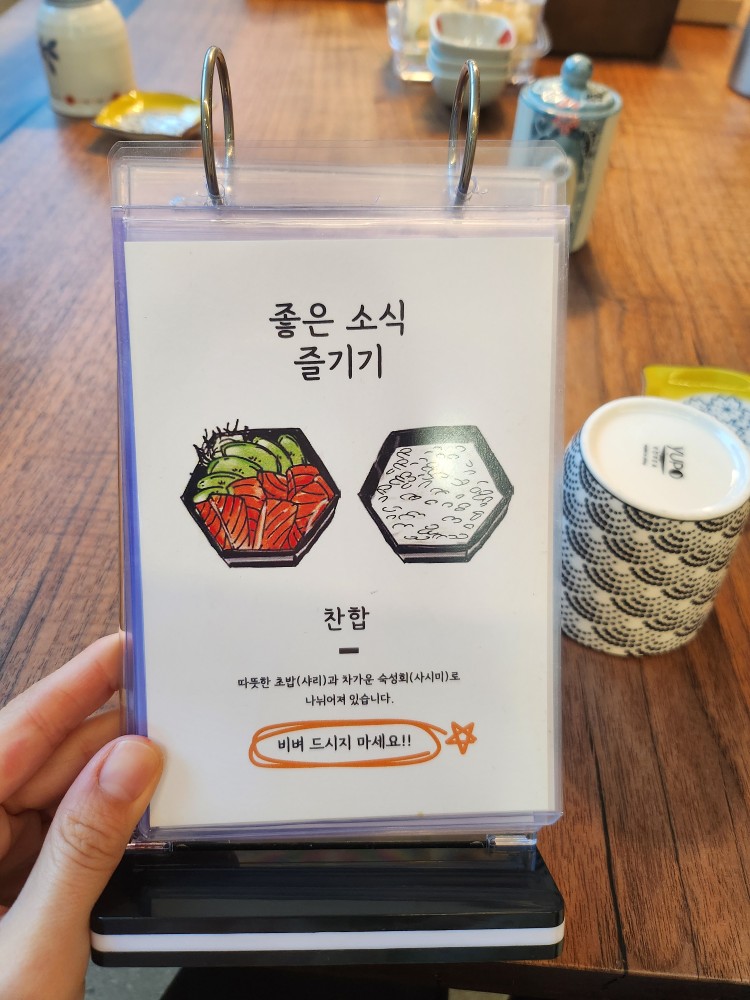 좋은 소식
즐기기
찬합
따뜻한 초밥(샤리)과 차가운 숙성회(사시미)로
나뉘어져 있습니다.
비벼 드시지 마세요!!